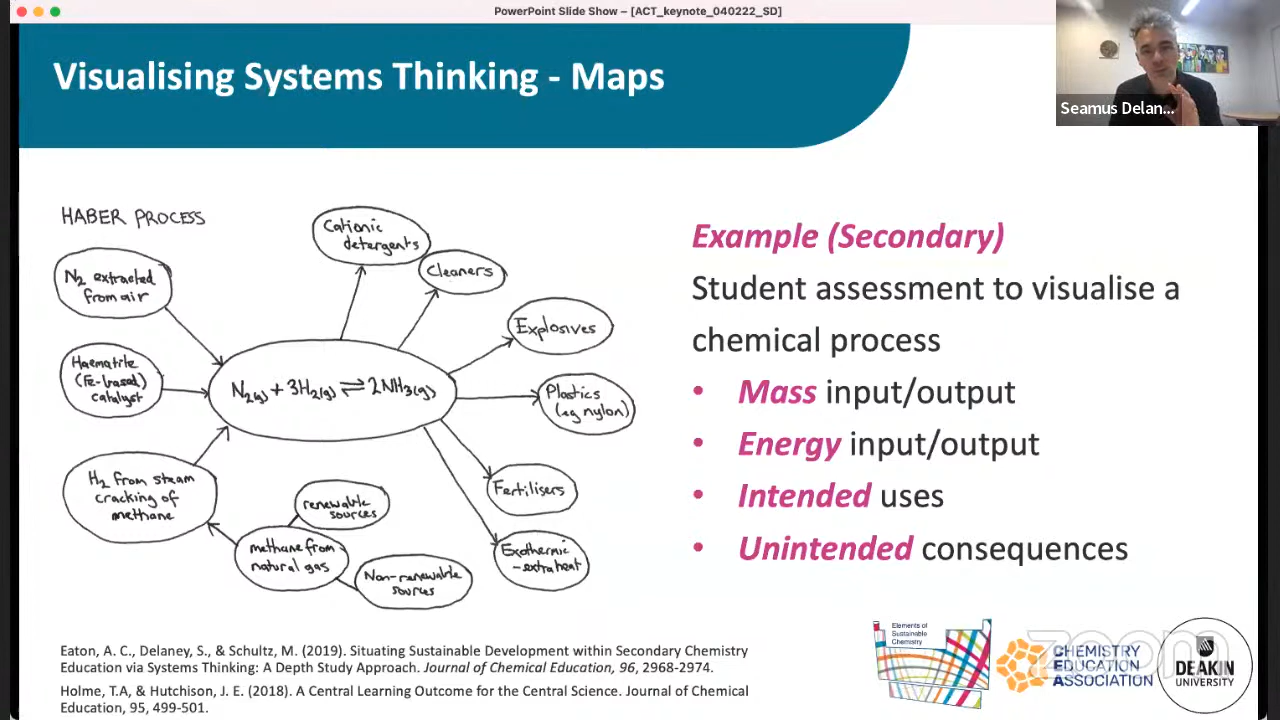 PowerPoint Slide Show – [ACT_keynote_040222_SD]
Visualising Systems Thinking - Maps
Seamus Delan...
HABER PROCESS
N₂ extracted
from air
Haematite
(Fe-based)
catalyst
H₂ from steam
cracking of
methane
methane from
natural gas
renewable
sources
Non-renewable
sources
N₂(g) + 3H₂(g) ⇌ 2NH₃(g)
Cationic
detergents
Cleaners
Explosives
Plastics
(eg nylon)
Fertilisers
Exothermic
- extra heat
Example (Secondary)
Student assessment to visualise a
chemical process
• Mass input/output
• Energy input/output
• Intended uses
• Unintended consequences
Eaton, A. C., Delaney, S., & Schultz, M. (2019). Situating Sustainable Development within Secondary Chemistry
Education via Systems Thinking: A Depth Study Approach. Journal of Chemical Education, 96, 2968-2974.
Holme, T.A, & Hutchison, J. E. (2018). A Central Learning Outcome for the Central Science. Journal of Chemical
Education, 95, 499-501.
Elements of
Sustainable
Chemistry
CHEMISTRY
EDUCATION
ASSOCIATION
DEAKIN
UNIVERSITY
zoom